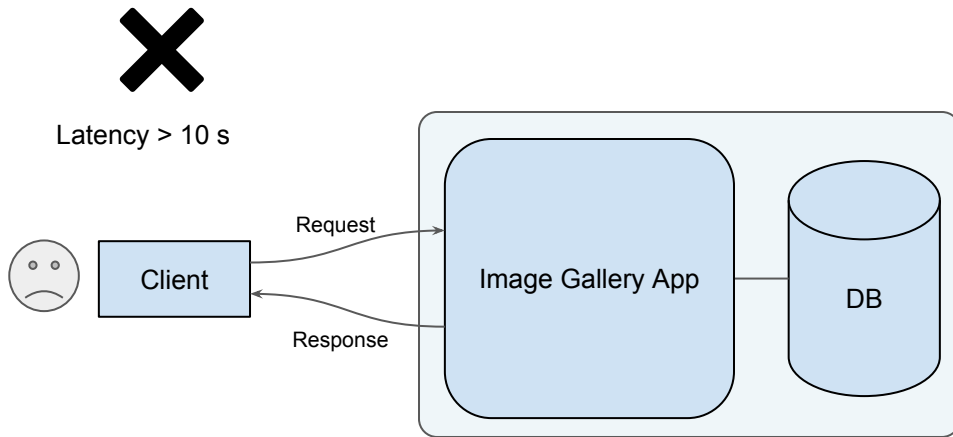 Latency > 10 s
Request
Client
Image Gallery App
DB
Response